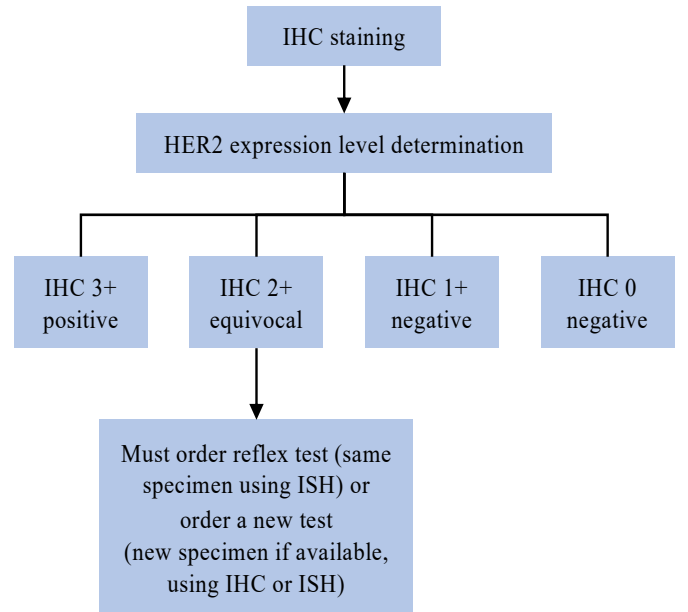 IHC staining
HER2 expression level determination
IHC 3+
positive
IHC 2+
equivocal
IHC 1+
negative
IHC 0
negative
Must order reflex test (same
specimen using ISH) or
order a new test
(new specimen if available,
using IHC or ISH)